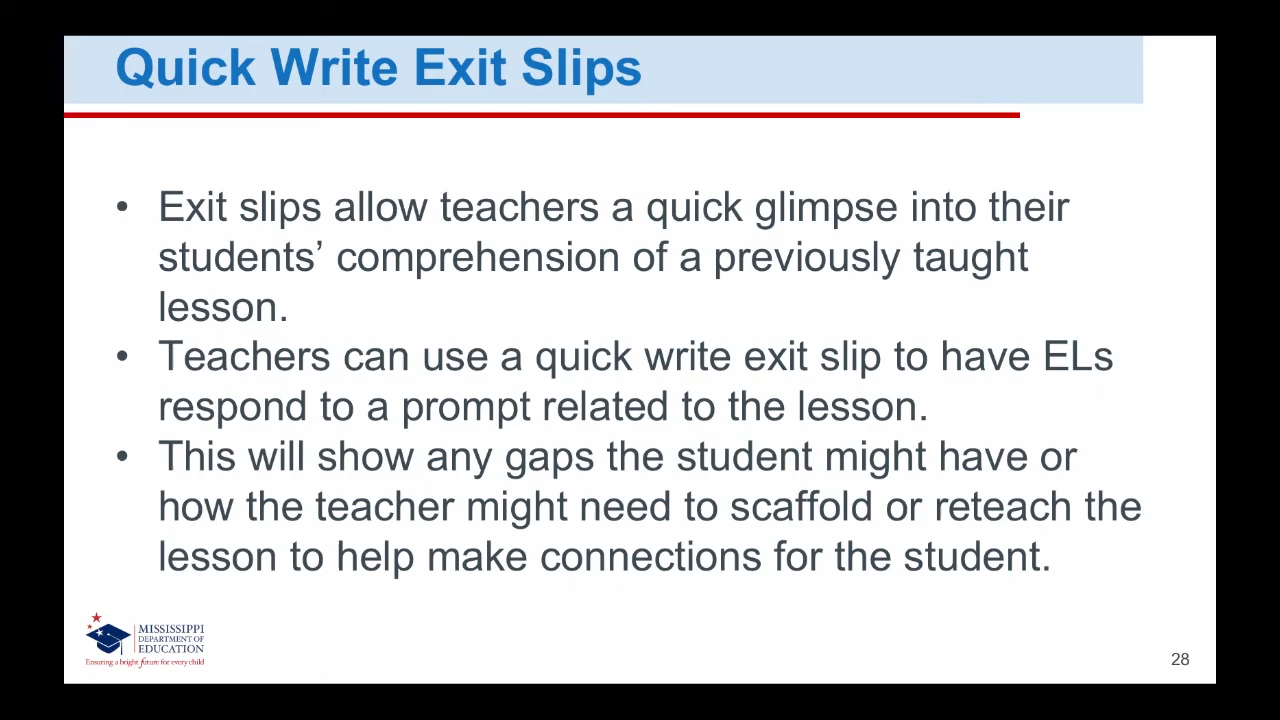 Quick Write Exit Slips
• Exit slips allow teachers a quick glimpse into their
students’ comprehension of a previously taught
lesson.
• Teachers can use a quick write exit slip to have ELs
respond to a prompt related to the lesson.
• This will show any gaps the student might have or
how the teacher might need to scaffold or reteach the
lesson to help make connections for the student.
MISSISSIPPI
DEPARTMENT OF
EDUCATION
Ensuring a bright future for every child
28